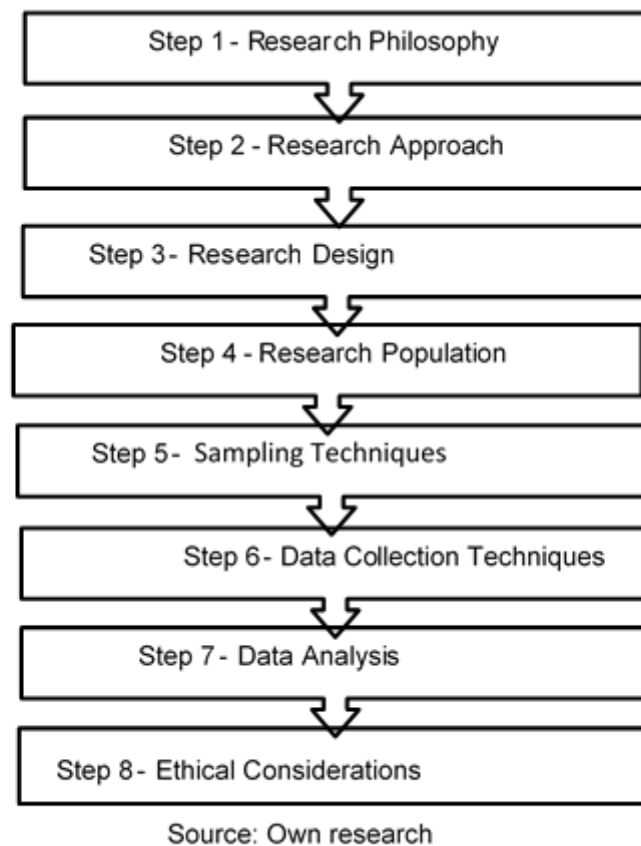 Step 1 - Research Philosophy
Step 2 - Research Approach
Step 3 - Research Design
Step 4 - Research Population
Step 5 - Sampling Techniques
Step 6 - Data Collection Techniques
Step 7 - Data Analysis
Step 8 - Ethical Considerations
Source: Own research